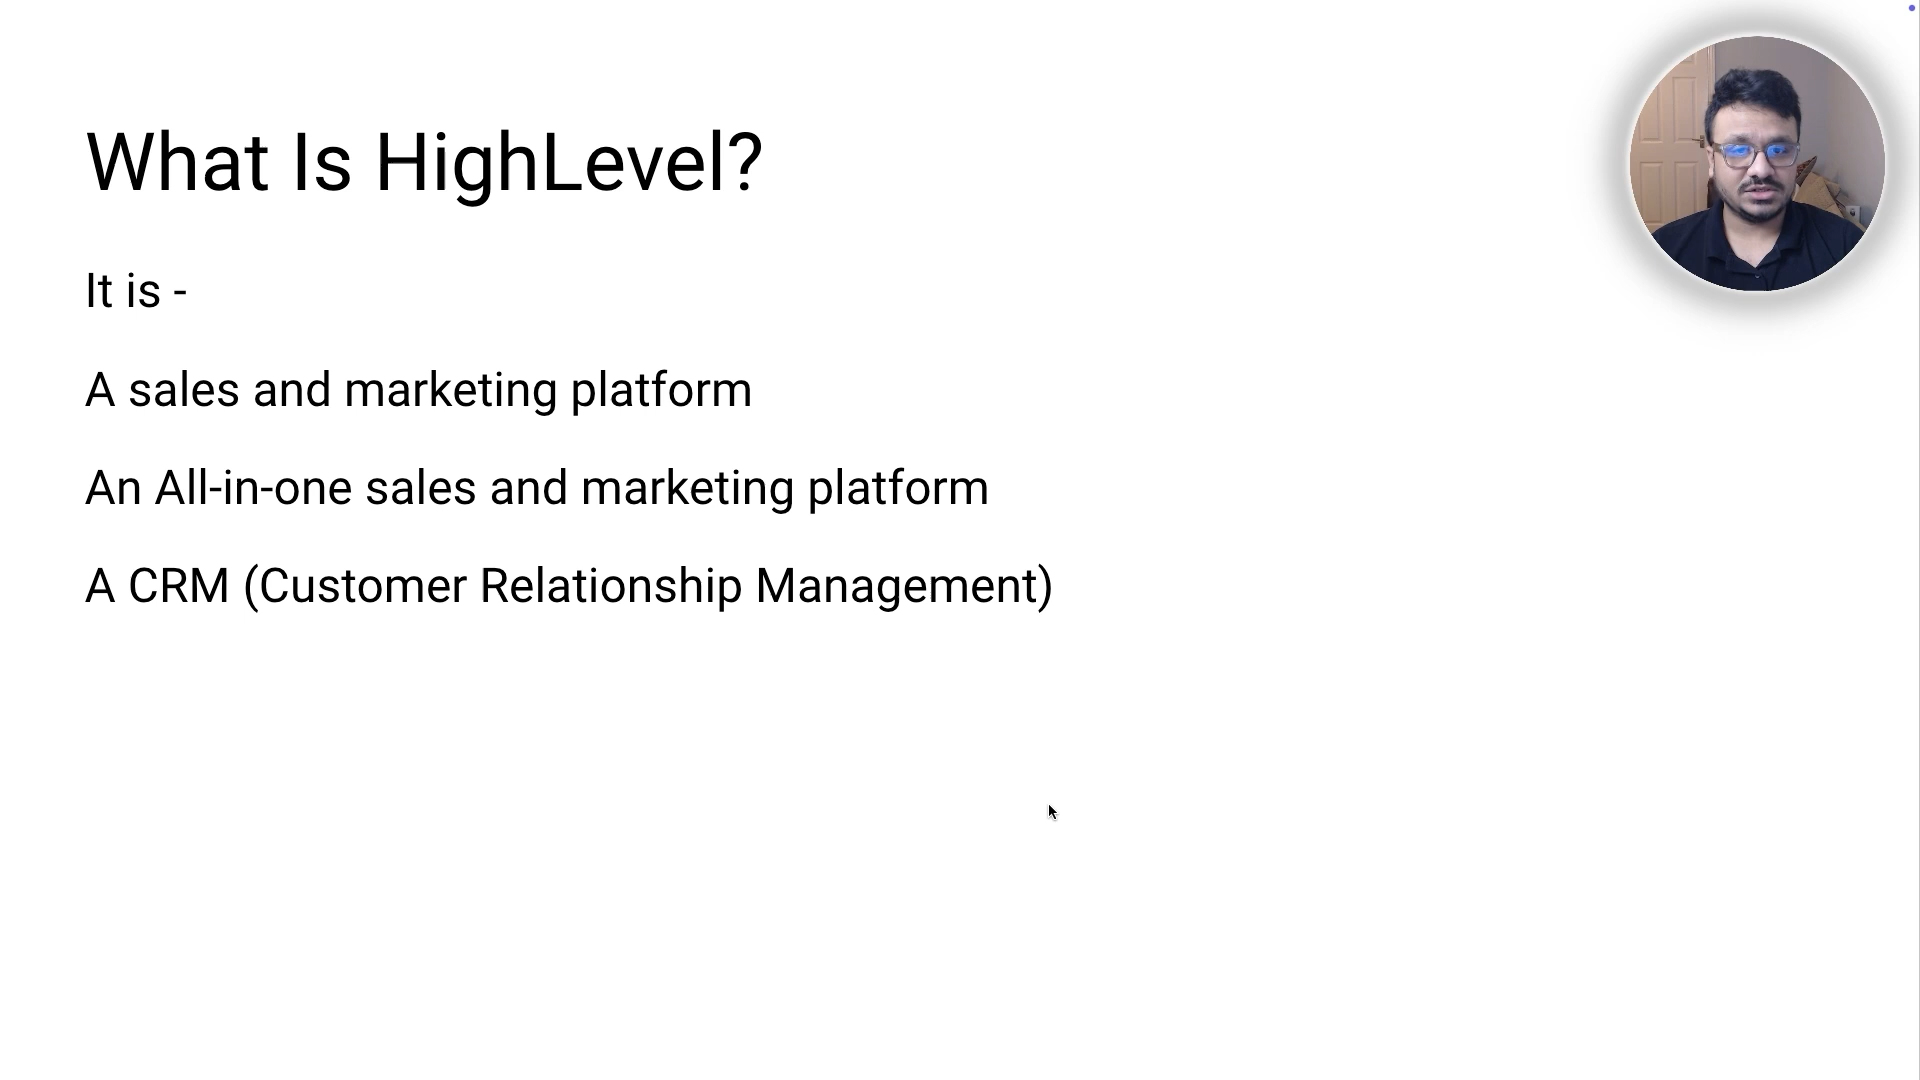 What Is HighLevel?
It is -
A sales and marketing platform
An All-in-one sales and marketing platform
A CRM (Customer Relationship Management)